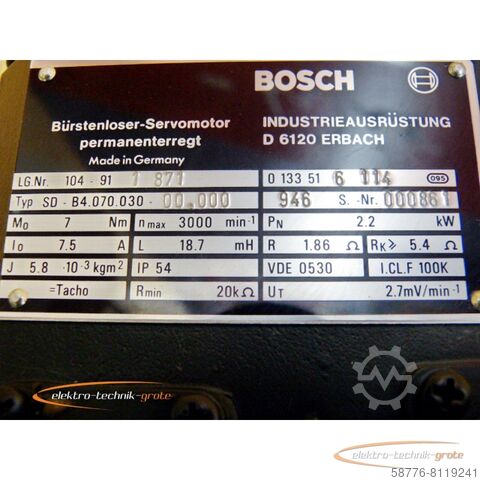 BOSCH
Bürstenloser-Servomotor
permanenterregt
Made in Germany
INDUSTRIEAUSRÜSTUNG
D 6120 ERBACH
LG Nr. 104 - 91 1 871 0 133 51 6 114 095
Typ SD - B4.070.030 - 00.000 946 S.-Nr. 000861
M₀ 7 Nm n max 3000 min⁻¹ PN 2.2 kW
I₀ 7.5 A L 18.7 mH R 1.86 Ω RK ≥ 5.4 Ω
J 5.8 ·10⁻³ kgm² IP 54 VDE 0530 I.CL.F 100K
=Tacho Rmin 20kΩ UT 2.7mV/min⁻¹
elektro-technik-grote
MACHINESEEKER
elektro-technik-grote
58776-8119241